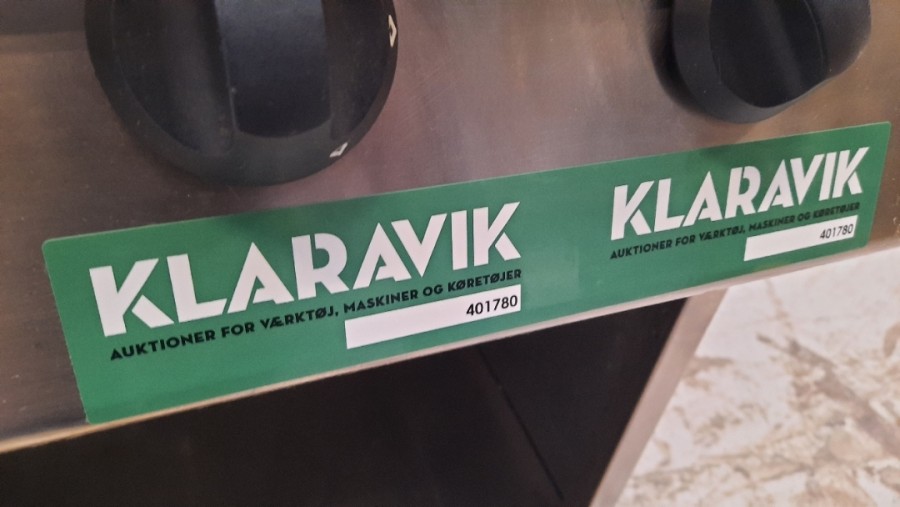 KLARAVIK
AUKTIONER FOR VÆRKTØJ, MASKINER OG KØRETØJER
401780
KLARAVIK
AUKTIONER FOR VÆRKTØJ, MASKINER OG KØRETØJER
401780